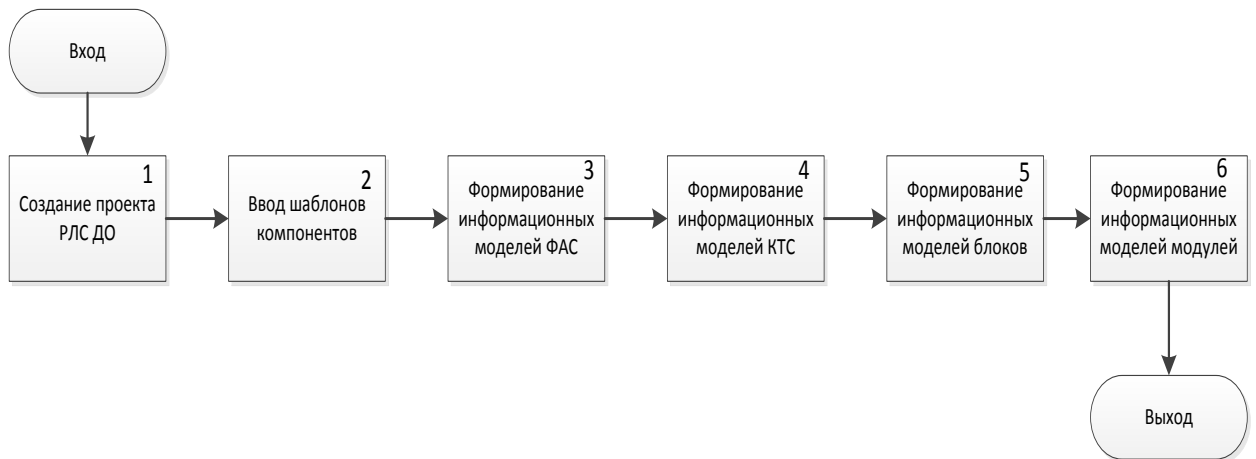 Вход
1
Создание проекта
РЛС ДО
2
Ввод шаблонов
компонентов
3
Формирование
информационных
моделей ФАС
4
Формирование
информационных
моделей КТС
5
Формирование
информационных
моделей блоков
6
Формирование
информационных
моделей модулей
Выход